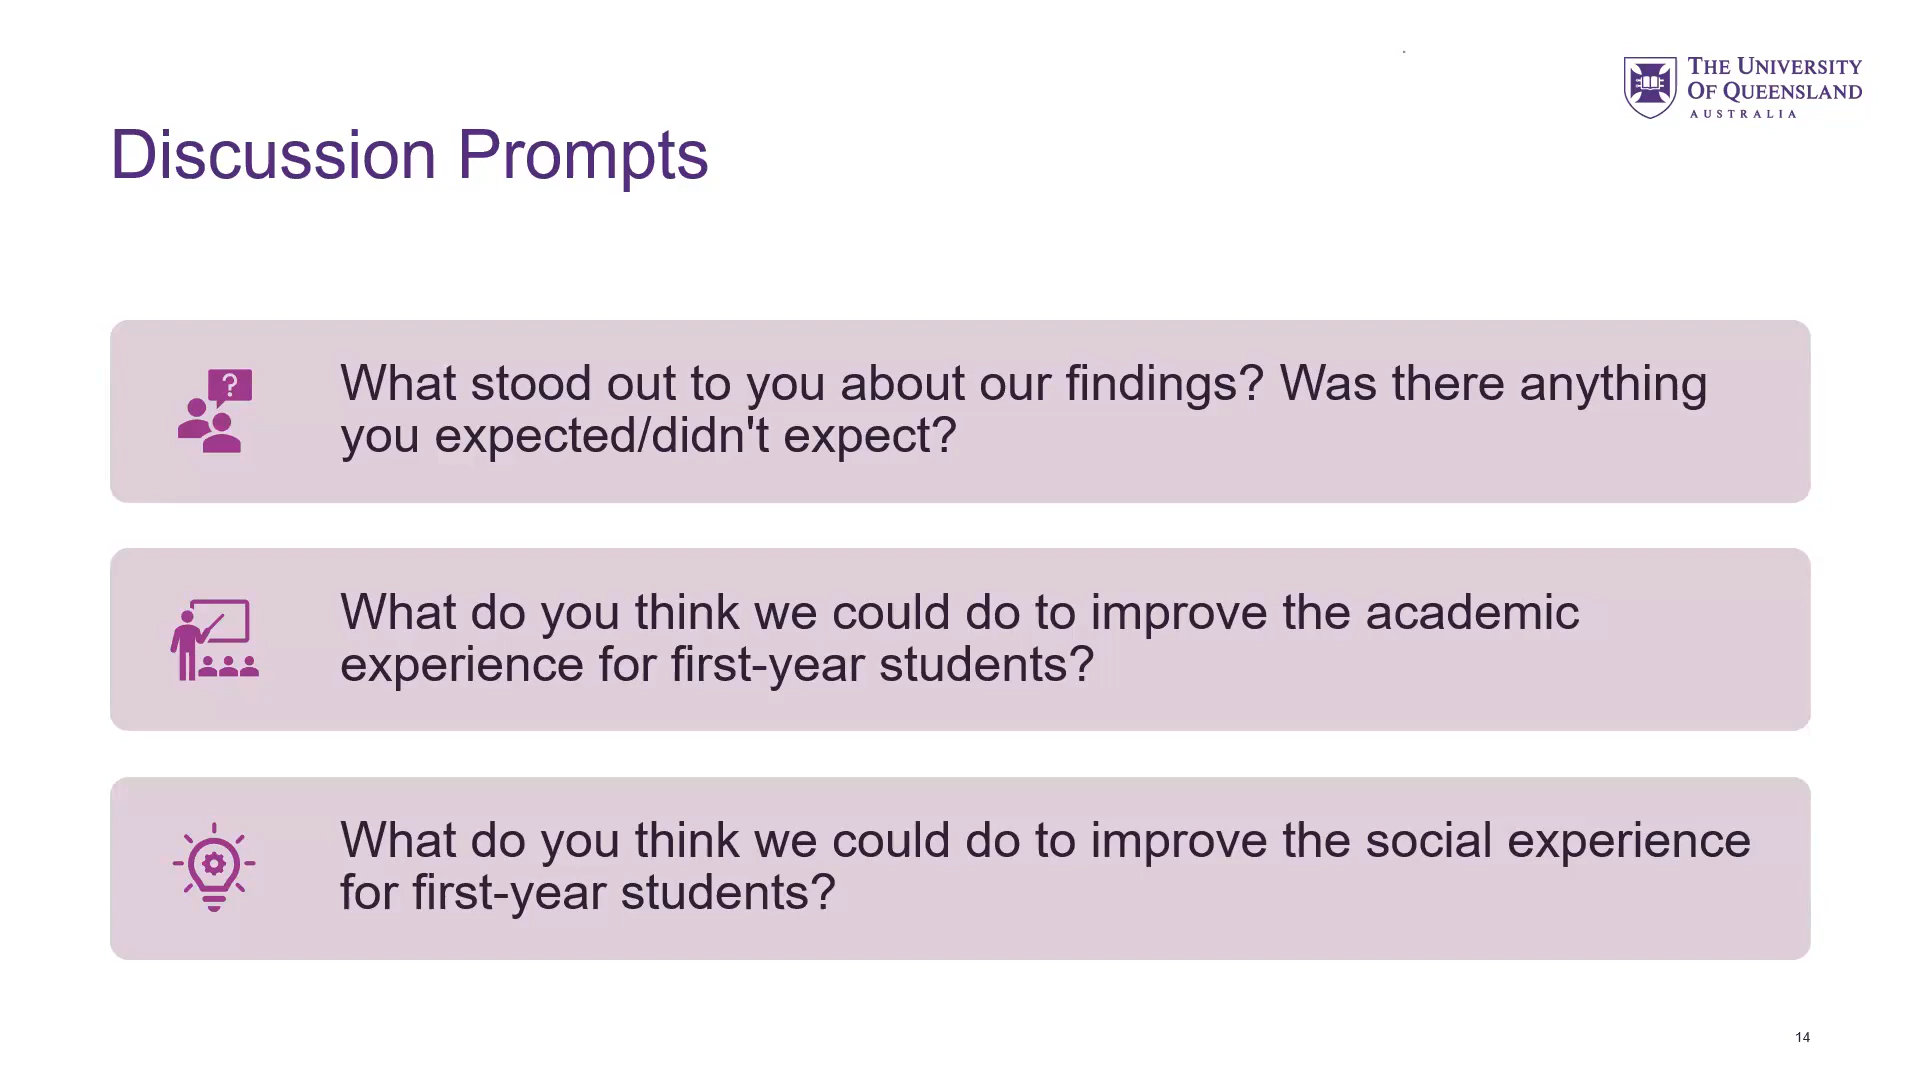 THE UNIVERSITY
OF QUEENSLAND
AUSTRALIA
Discussion Prompts
?
What stood out to you about our findings? Was there anything
you expected/didn't expect?
What do you think we could do to improve the academic
experience for first-year students?
What do you think we could do to improve the social experience
for first-year students?
14